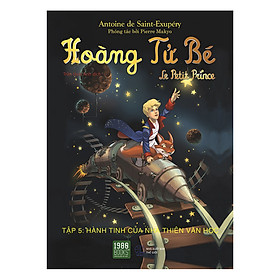 Antoine de Saint-Exupéry
Phỏng tác bởi Pierre Makyo
Hoàng Tử Bé
Le Petit Prince
TẬP 5: HÀNH TINH CỦA NHÀ THIÊN VĂN HỌC
1980
BOOKS